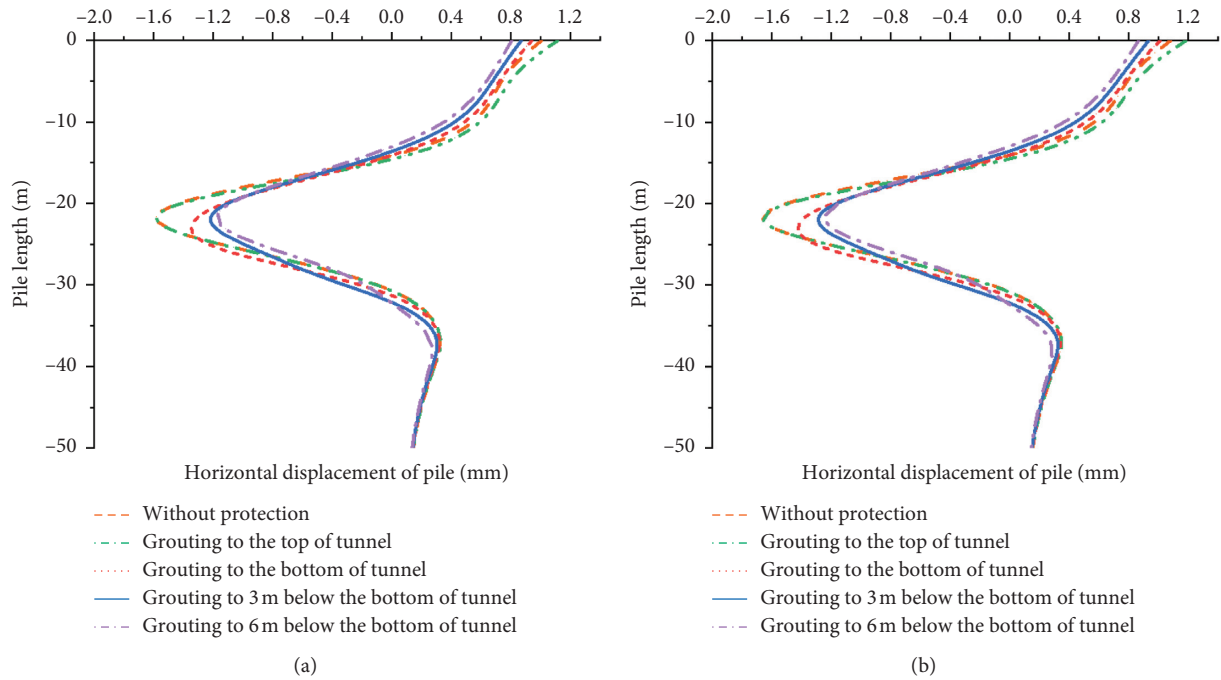 −2.0 −1.6 −1.2 −0.8 −0.4 0.0 0.4 0.8 1.2
0
−10
−20
−30
−40
−50
Pile length (m)
Horizontal displacement of pile (mm)
Without protection
Grouting to the top of tunnel
Grouting to the bottom of tunnel
Grouting to 3 m below the bottom of tunnel
Grouting to 6 m below the bottom of tunnel
(a)
−2.0 −1.6 −1.2 −0.8 −0.4 0.0 0.4 0.8 1.2
0
−10
−20
−30
−40
−50
Pile length (m)
Horizontal displacement of pile (mm)
Without protection
Grouting to the top of tunnel
Grouting to the bottom of tunnel
Grouting to 3 m below the bottom of tunnel
Grouting to 6 m below the bottom of tunnel
(b)